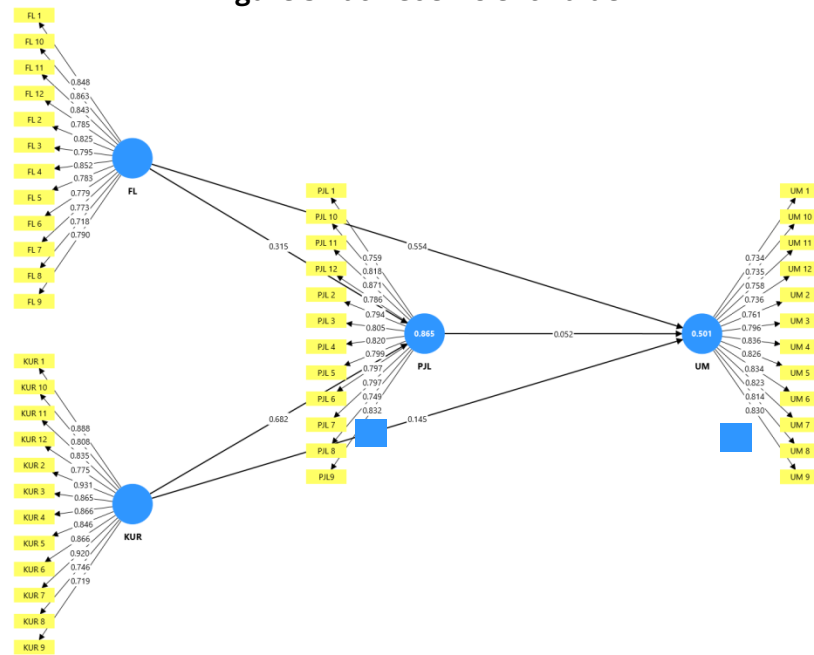 FL 1
FL 10
FL 11
FL 12
FL 2
FL 3
FL 4
FL 5
FL 6
FL 7
FL 8
FL 9
0.848
0.863
0.843
0.785
0.825
0.795
0.852
0.783
0.779
0.773
0.718
0.790
FL
KUR 1
KUR 10
KUR 11
KUR 12
KUR 2
KUR 3
KUR 4
KUR 5
KUR 6
KUR 7
KUR 8
KUR 9
0.888
0.808
0.835
0.775
0.931
0.865
0.866
0.846
0.866
0.920
0.746
0.719
KUR
0.315
0.554
0.682
0.145
0.052
PJL 1
PJL 10
PJL 11
PJL 12
PJL 2
PJL 3
PJL 4
PJL 5
PJL 6
PJL 7
PJL 8
PJL9
0.759
0.818
0.871
0.786
0.794
0.805
0.820
0.799
0.797
0.797
0.749
0.832
0.865
PJL
0.501
UM
0.734
0.735
0.758
0.736
0.761
0.796
0.836
0.826
0.834
0.823
0.814
0.830
UM 1
UM 10
UM 11
UM 12
UM 2
UM 3
UM 4
UM 5
UM 6
UM 7
UM 8
UM 9